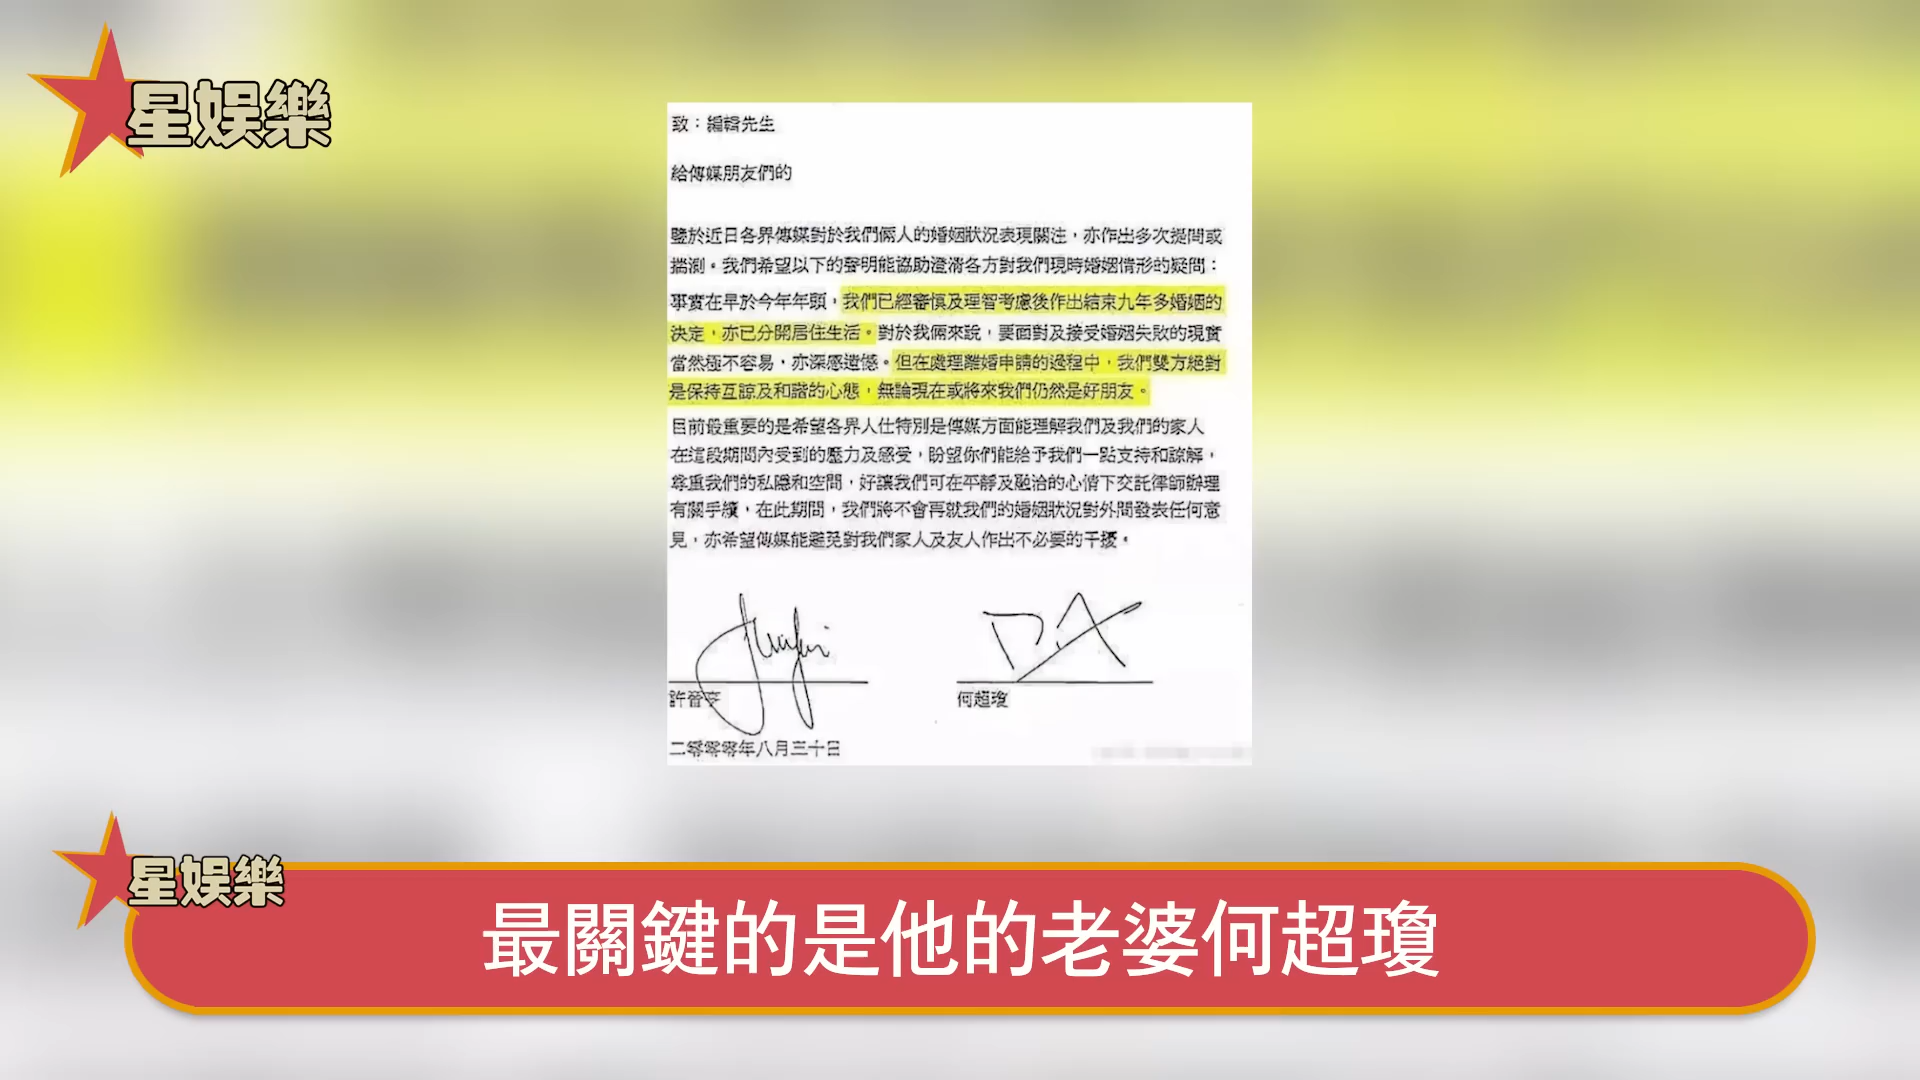 星娛樂
致：編輯先生
給傳媒朋友們的
鑒於近日各界傳媒對於我們倆人的婚姻狀況表現關注，亦作出多次提問或
揣測。我們希望以下的聲明能協助澄清各方對我們現時婚姻情形的疑問：
事實在早於今年年頭，我們已經審慎及理智考慮後作出結束九年多婚姻的
決定，亦已分開居住生活。對於我倆來說，要面對及接受婚姻失敗的現實
當然極不容易，亦深感遺憾。但在處理離婚申請的過程中，我們雙方絕對
是保持互諒及和諧的心態，無論現在或將來我們仍然是好朋友。
目前最重要的是希望各界人仕特別是傳媒方面能理解我們及我們的家人
在這段期間內受到的壓力及感受，盼望你們能給予我們一點支持和諒解，
尊重我們的私隱和空間，好讓我們可在平靜及融洽的心情下交託律師辦理
有關手續，在此期間，我們將不會再就我們的婚姻狀況對外間發表任何意
見，亦希望傳媒能避免對我們家人及友人作出不必要的干擾。
許晉亨
何超瓊
二零零零年八月三十日
星娛樂
最關鍵的是他的老婆何超瓊